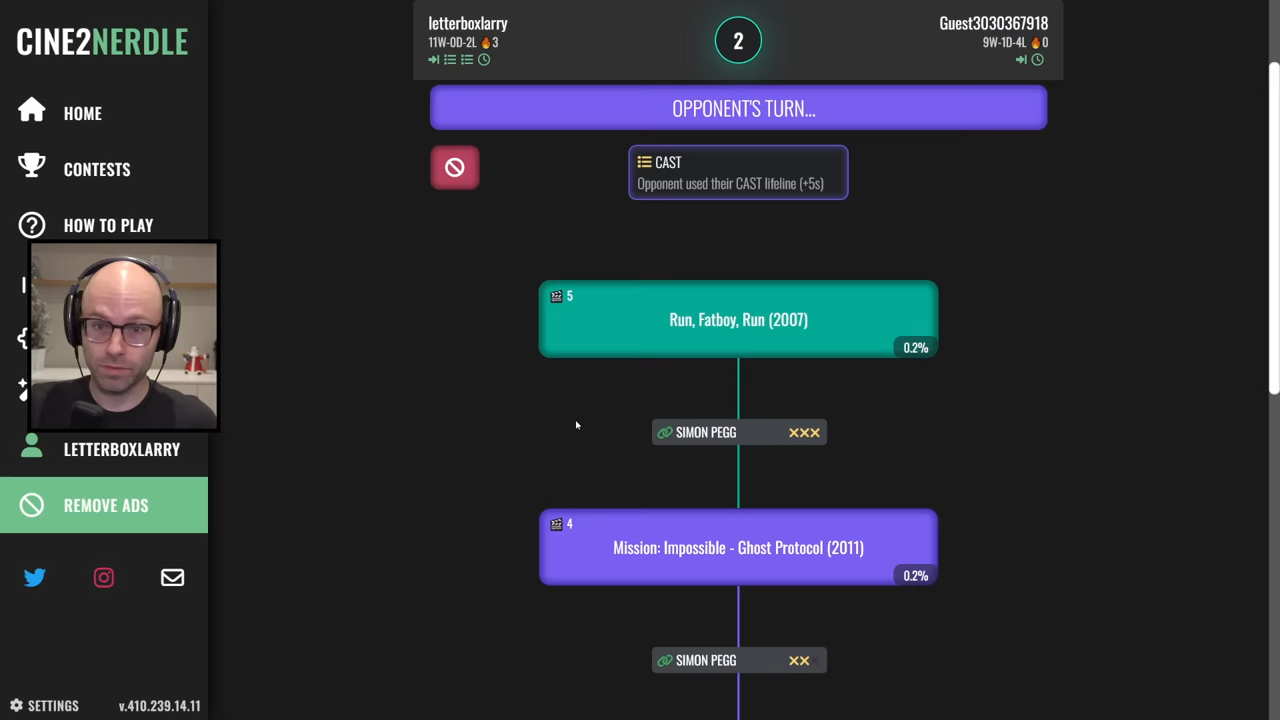 CINE2NERDLE
HOME
CONTESTS
HOW TO PLAY
LETTERBOXLARRY
REMOVE ADS
SETTINGS
v.410.239.14.11
letterboxlarry
11W-0D-2L 🔥3
2
Guest3030367918
9W-1D-4L 🔥0
OPPONENT'S TURN...
CAST
Opponent used their CAST lifeline (+5s)
5
Run, Fatboy, Run (2007)
0.2%
SIMON PEGG
4
Mission: Impossible - Ghost Protocol (2011)
0.2%
SIMON PEGG